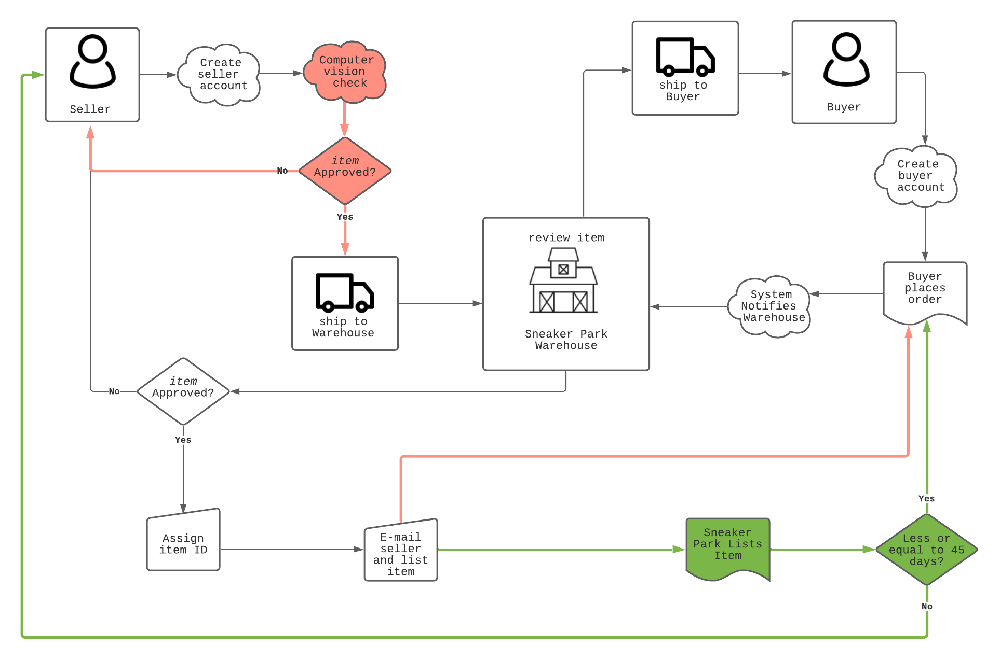 Seller
Create
seller
account
Computer
vision
check
item
Approved?
No
Yes
ship to
Warehouse
review item
Sneaker Park
Warehouse
ship to
Buyer
Buyer
Create
buyer
account
Buyer
places
order
System
Notifies
Warehouse
item
Approved?
No
Yes
Assign
item ID
E-mail
seller
and list
item
Sneaker
Park Lists
Item
Less or
equal to 45
days?
Yes
No